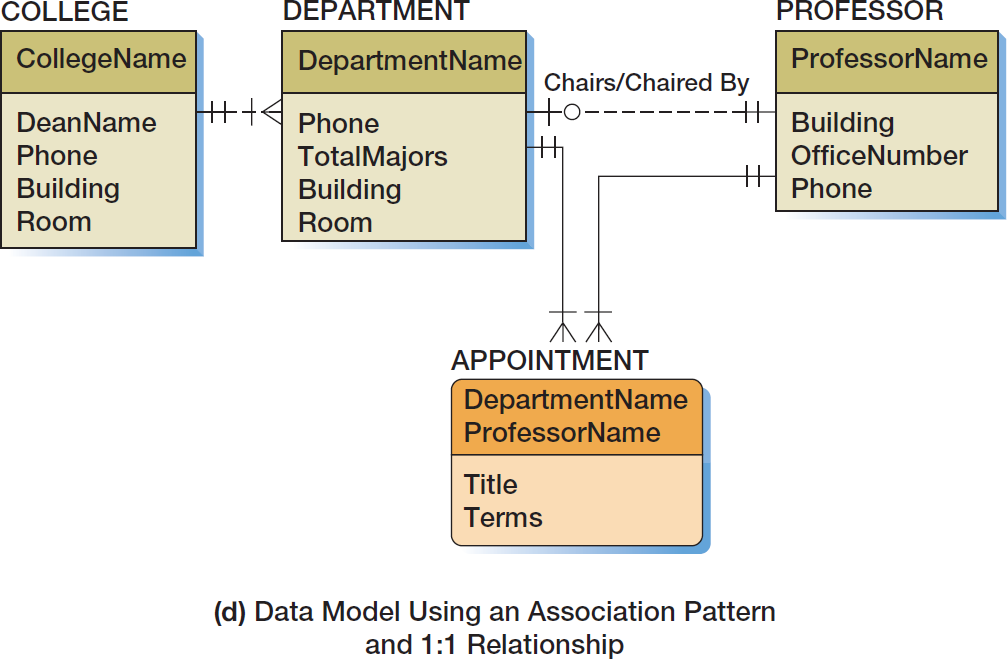 COLLEGE
CollegeName
DeanName
Phone
Building
Room
DEPARTMENT
DepartmentName
Phone
TotalMajors
Building
Room
Chairs/Chaired By
PROFESSOR
ProfessorName
Building
OfficeNumber
Phone
APPOINTMENT
DepartmentName
ProfessorName
Title
Terms
(d) Data Model Using an Association Pattern
and 1:1 Relationship